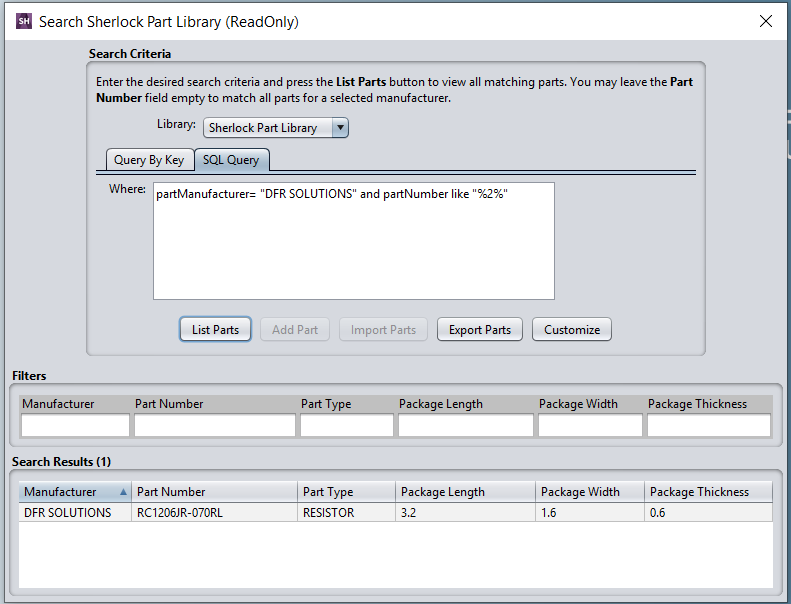 SH Search Sherlock Part Library (ReadOnly)
Search Criteria
Enter the desired search criteria and press the List Parts button to view all matching parts. You may leave the Part
Number field empty to match all parts for a selected manufacturer.
Library: Sherlock Part Library
Query By Key SQL Query
Where: partManufacturer= "DFR SOLUTIONS" and partNumber like "%2%"
List Parts Add Part Import Parts Export Parts Customize
Filters
Manufacturer Part Number Part Type Package Length Package Width Package Thickness
Search Results (1)
Manufacturer Part Number Part Type Package Length Package Width Package Thickness
DFR SOLUTIONS RC1206JR-070RL RESISTOR 3.2 1.6 0.6